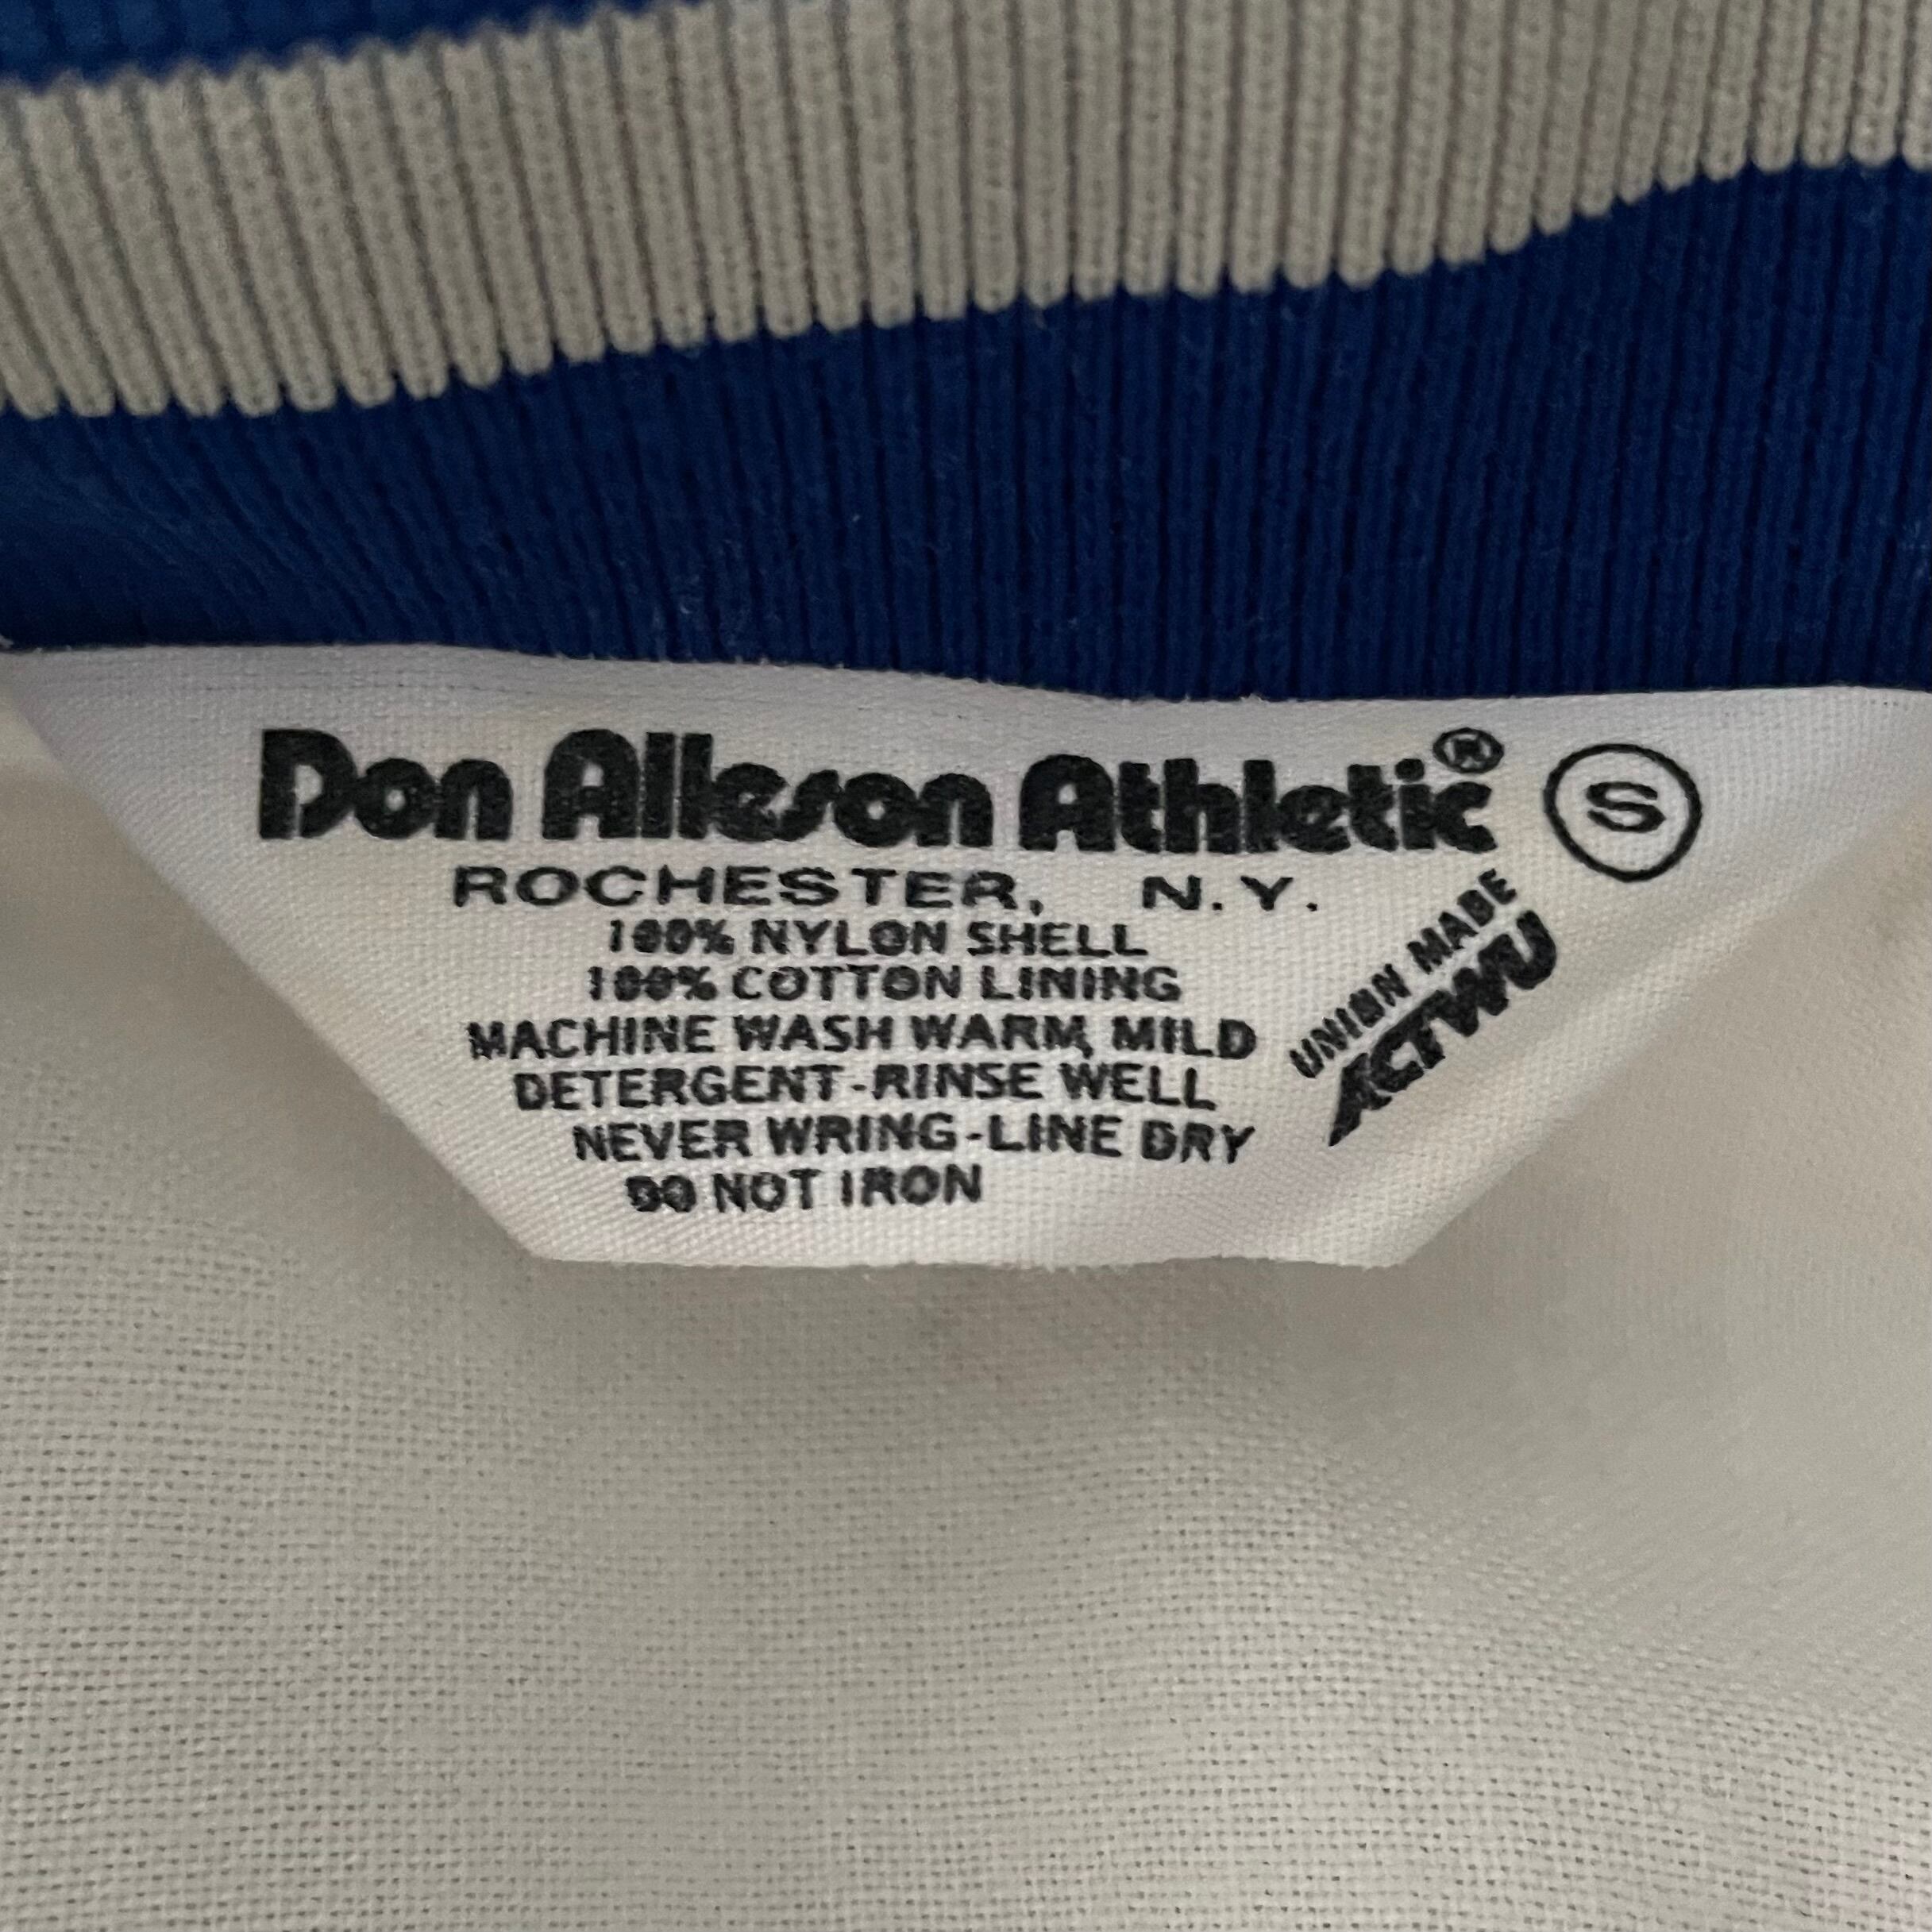 Don Alleson Athletic® S
ROCHESTER, N.Y.
100% NYLON SHELL
100% COTTON LINING
MACHINE WASH WARM, MILD
DETERGENT-RINSE WELL
NEVER WRING-LINE DRY
DO NOT IRON
UNION MADE
ACTWU